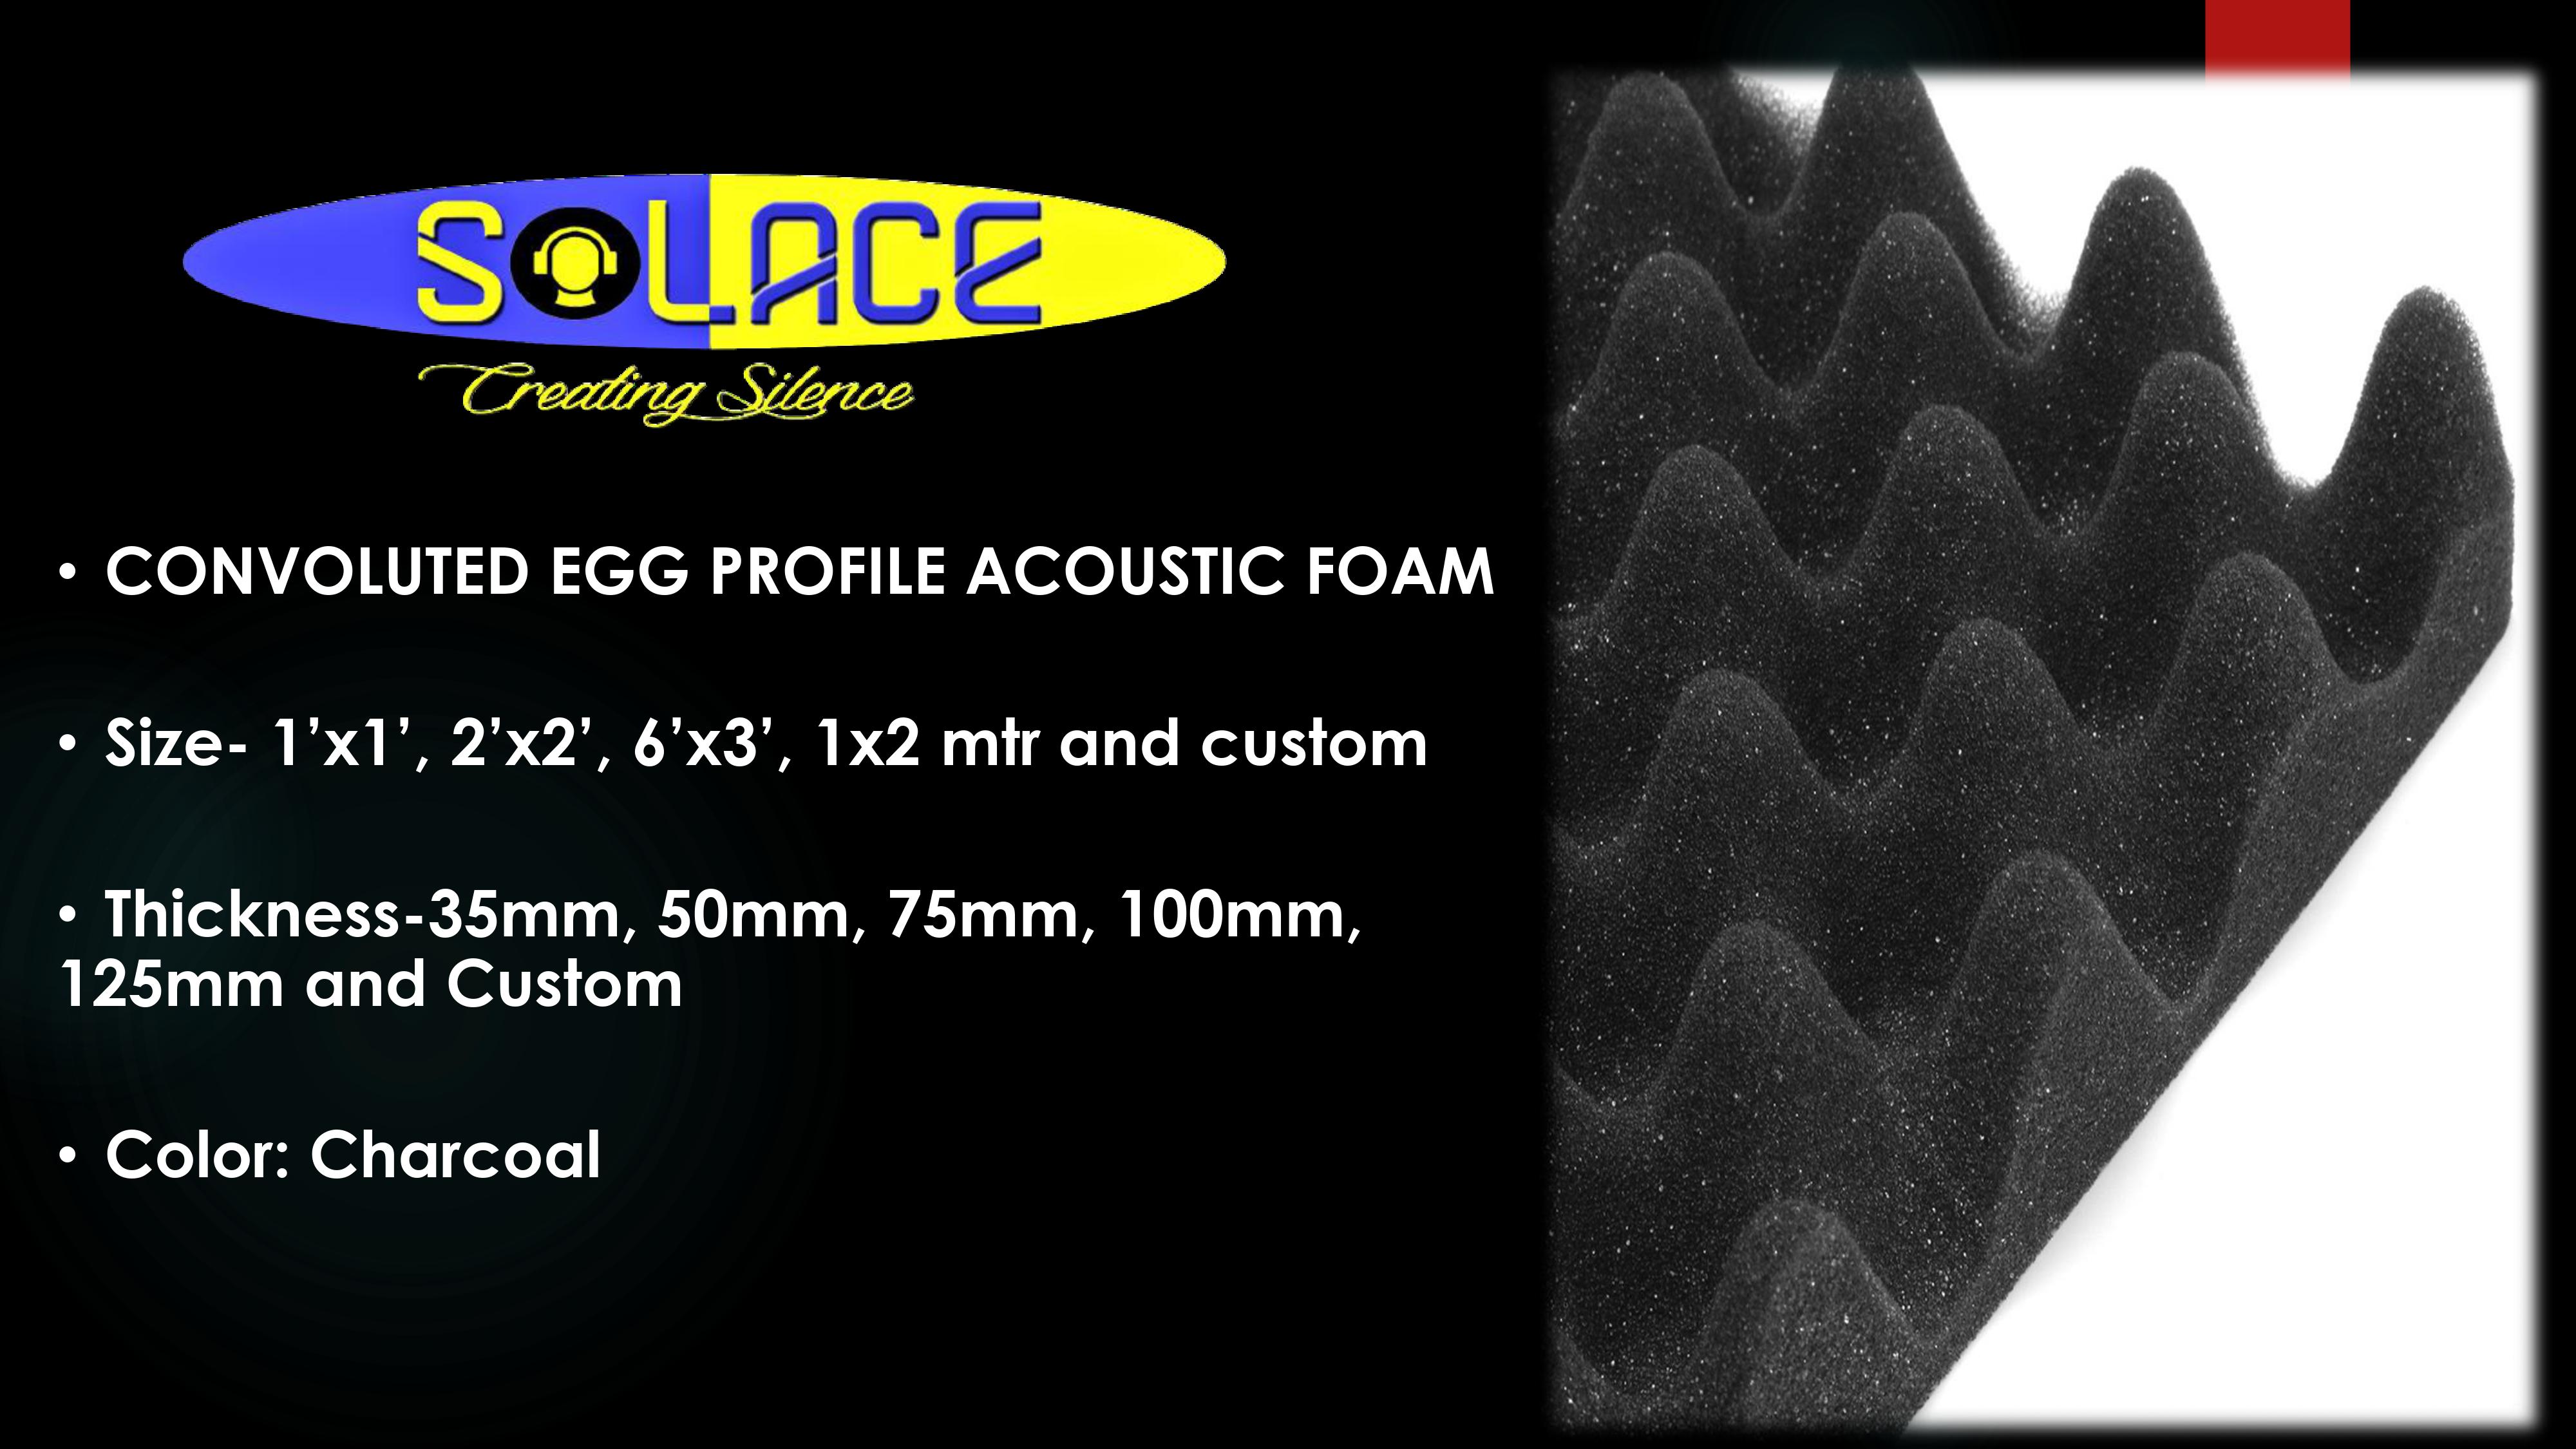 SOLACE
Creating Silence
• CONVOLUTED EGG PROFILE ACOUSTIC FOAM
• Size- 1’x1’, 2’x2’, 6’x3’, 1x2 mtr and custom
• Thickness-35mm, 50mm, 75mm, 100mm,
125mm and Custom
• Color: Charcoal